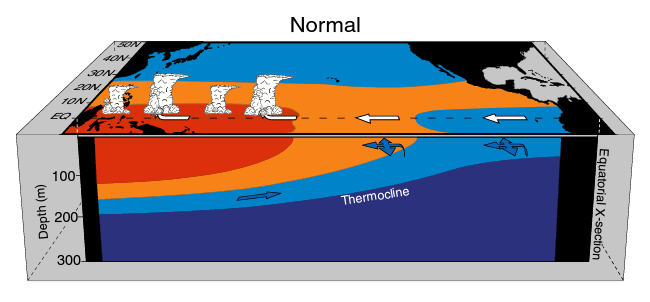 Normal
50N
40N
30N
20N
10N
EQ
100
200
300
Depth (m)
Thermocline
Equatorial X-section